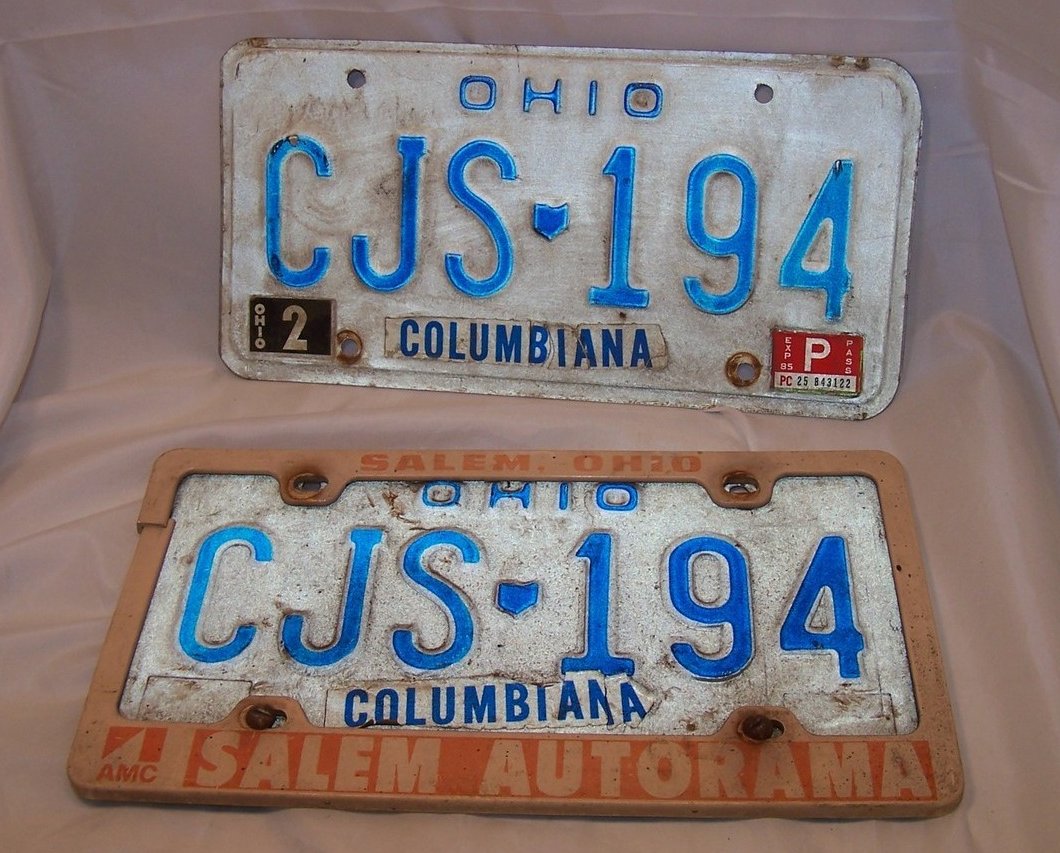 OHIO
CJS 194
OHIO 2
COLUMBIANA
EXP 85 P PASS
PC 25 B43122
SALEM, OHIO
OHIO
CJS 194
COLUMBIANA
AMC SALEM AUTORAMA